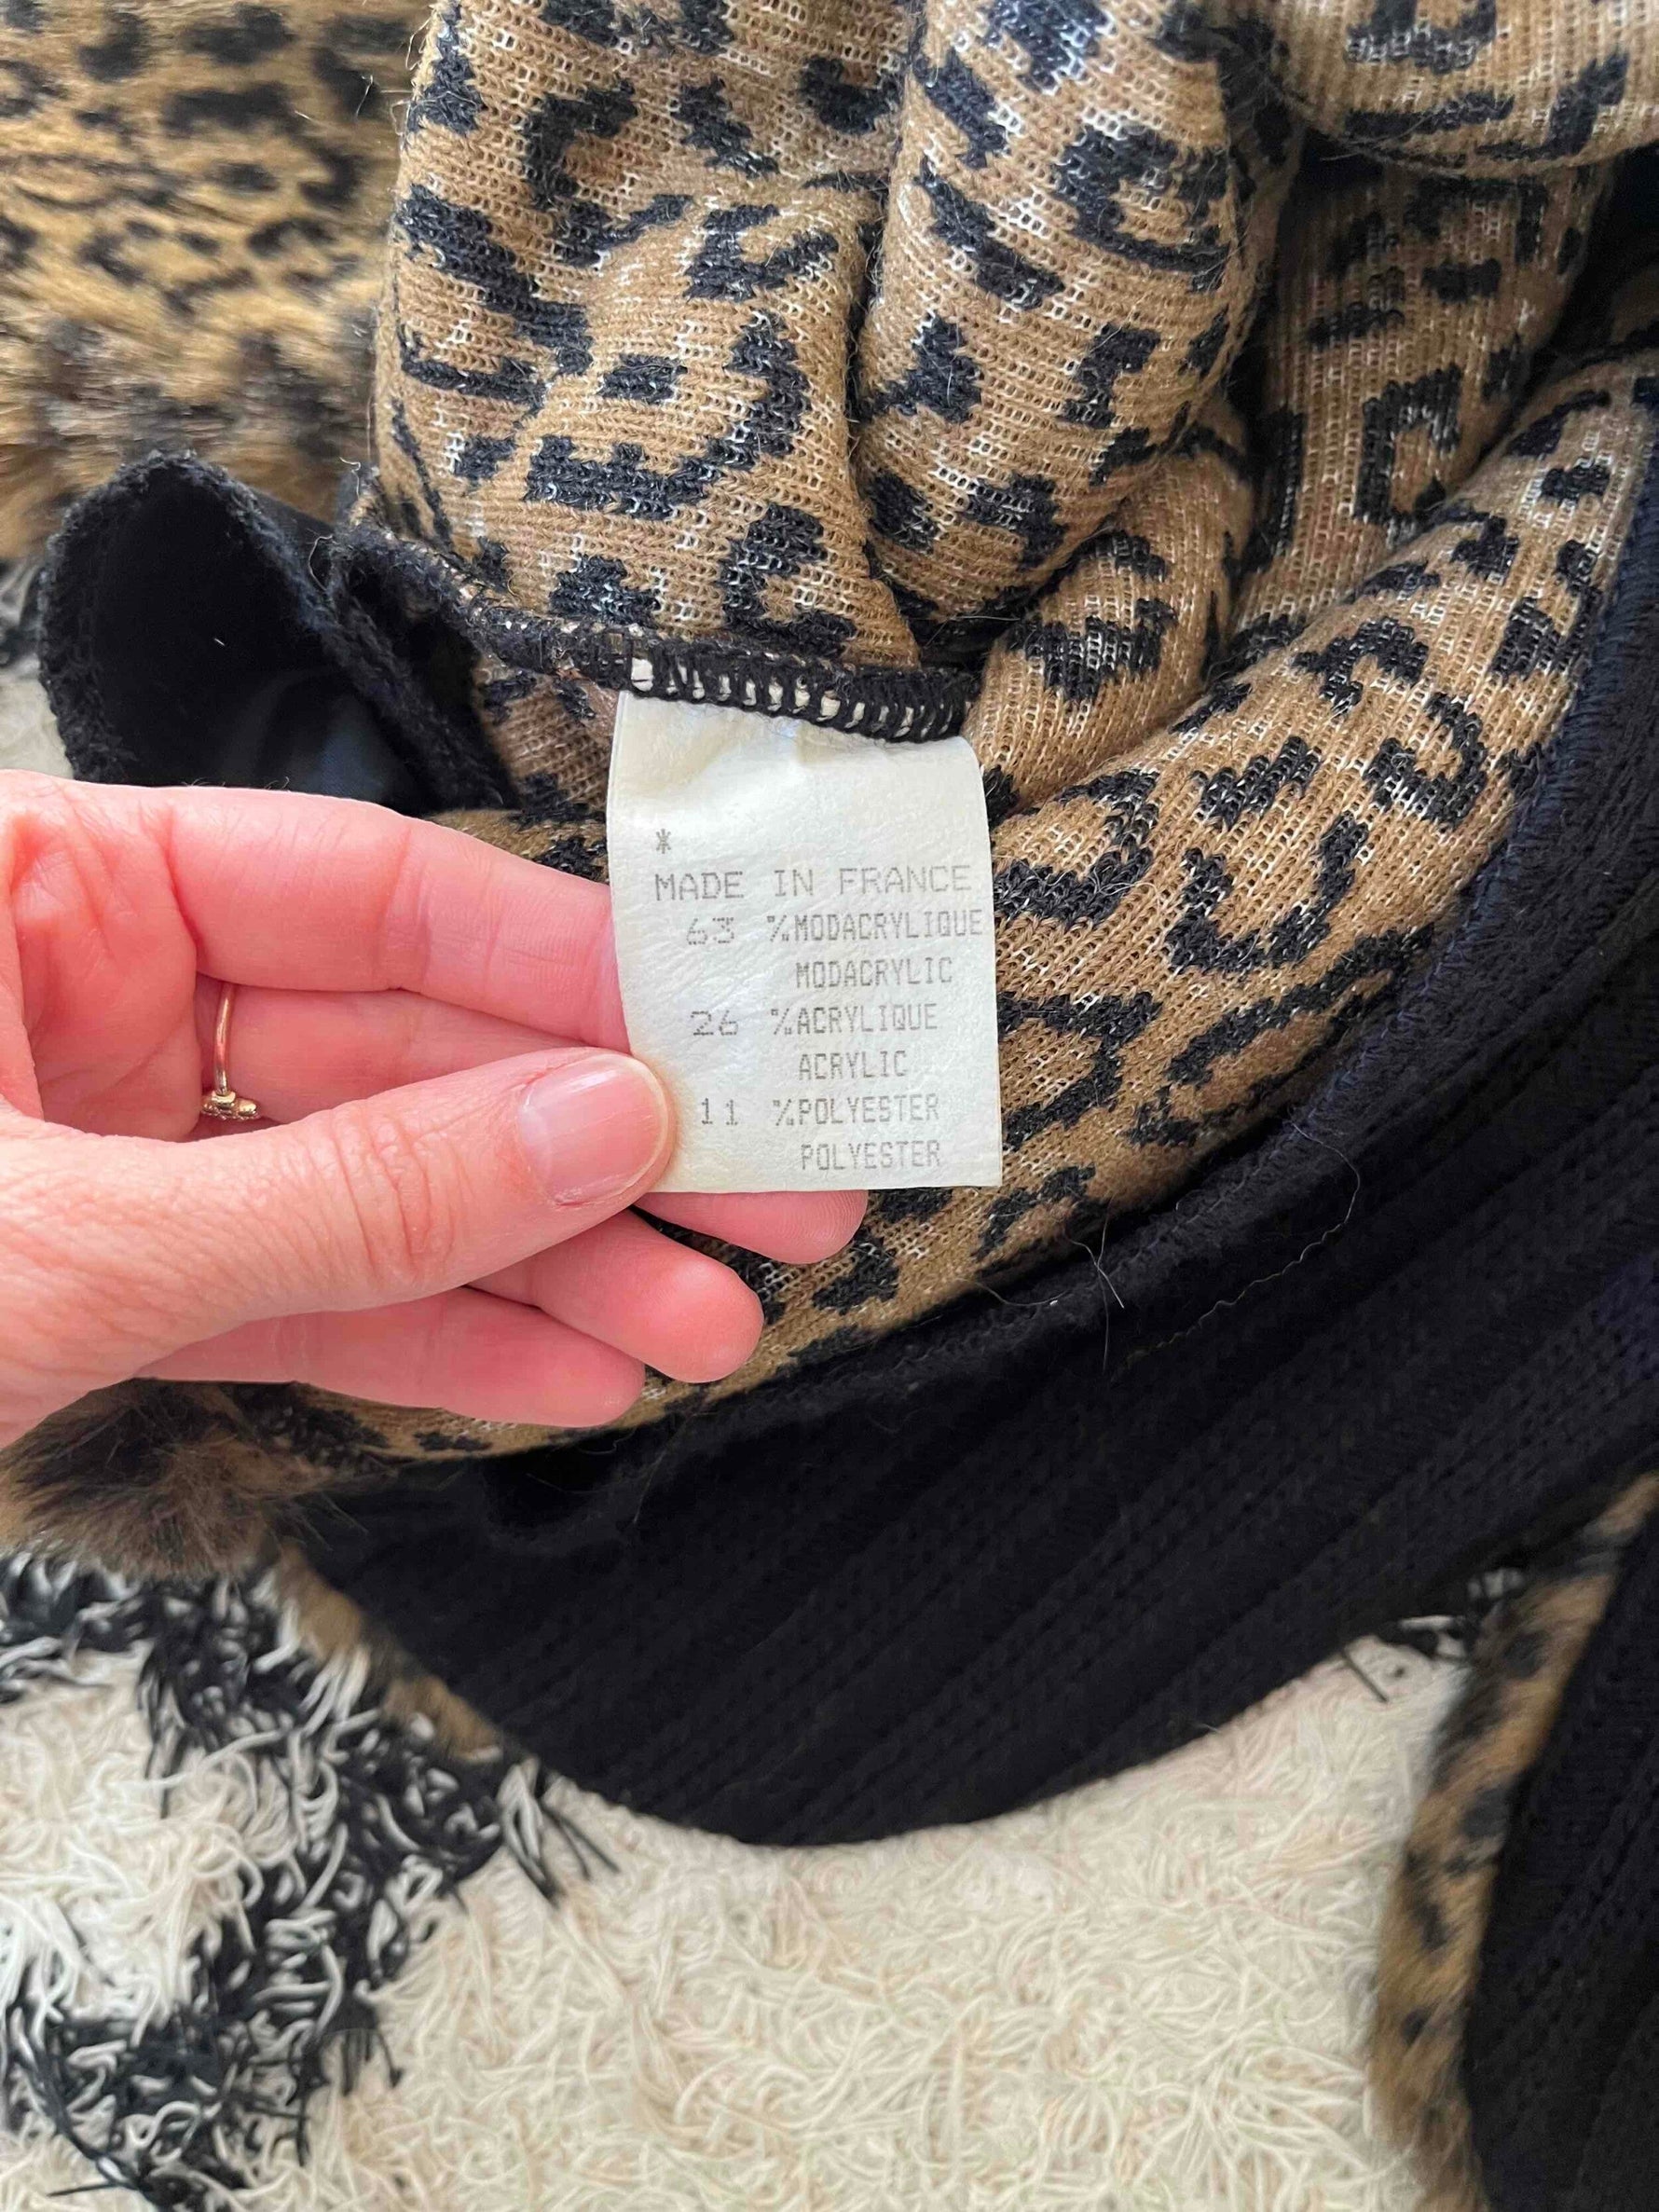 *
MADE IN FRANCE
63 %MODACRYLIQUE
MODACRYLIC
26 %ACRYLIQUE
ACRYLIC
11 %POLYESTER
POLYESTER